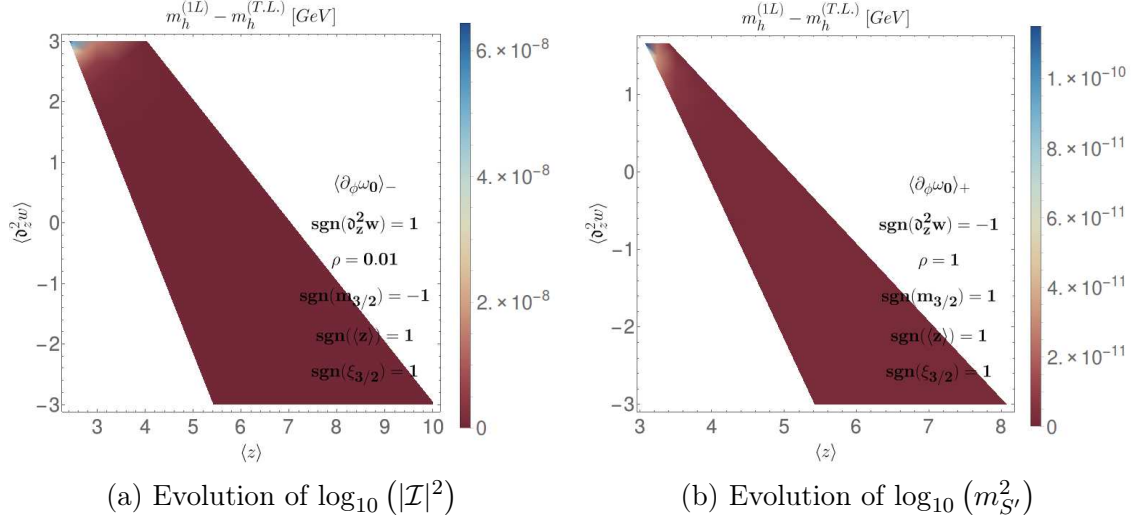 m_h^{(1L)} − m_h^{(T.L.)} [GeV]
3
2
1
0
−1
−2
−3
⟨𝔡_z^2 w⟩
⟨∂_ϕ ω_0⟩_−
sgn(𝔡_z^2 w) = 1
ρ = 0.01
sgn(m_{3/2}) = −1
sgn(⟨z⟩) = 1
sgn(ξ_{3/2}) = 1
3 4 5 6 7 8 9 10
⟨z⟩
6.×10^{−8}
4.×10^{−8}
2.×10^{−8}
0
(a) Evolution of log_{10} (|ℐ|^2)
m_h^{(1L)} − m_h^{(T.L.)} [GeV]
1
0
−1
−2
−3
⟨𝔡_z^2 w⟩
⟨∂_ϕ ω_0⟩_+
sgn(𝔡_z^2 w) = −1
ρ = 1
sgn(m_{3/2}) = 1
sgn(⟨z⟩) = 1
sgn(ξ_{3/2}) = 1
4 5 6 7 8
⟨z⟩
1.×10^{−10}
8.×10^{−11}
6.×10^{−11}
4.×10^{−11}
2.×10^{−11}
0
(b) Evolution of log_{10} (m_{S′}^2)